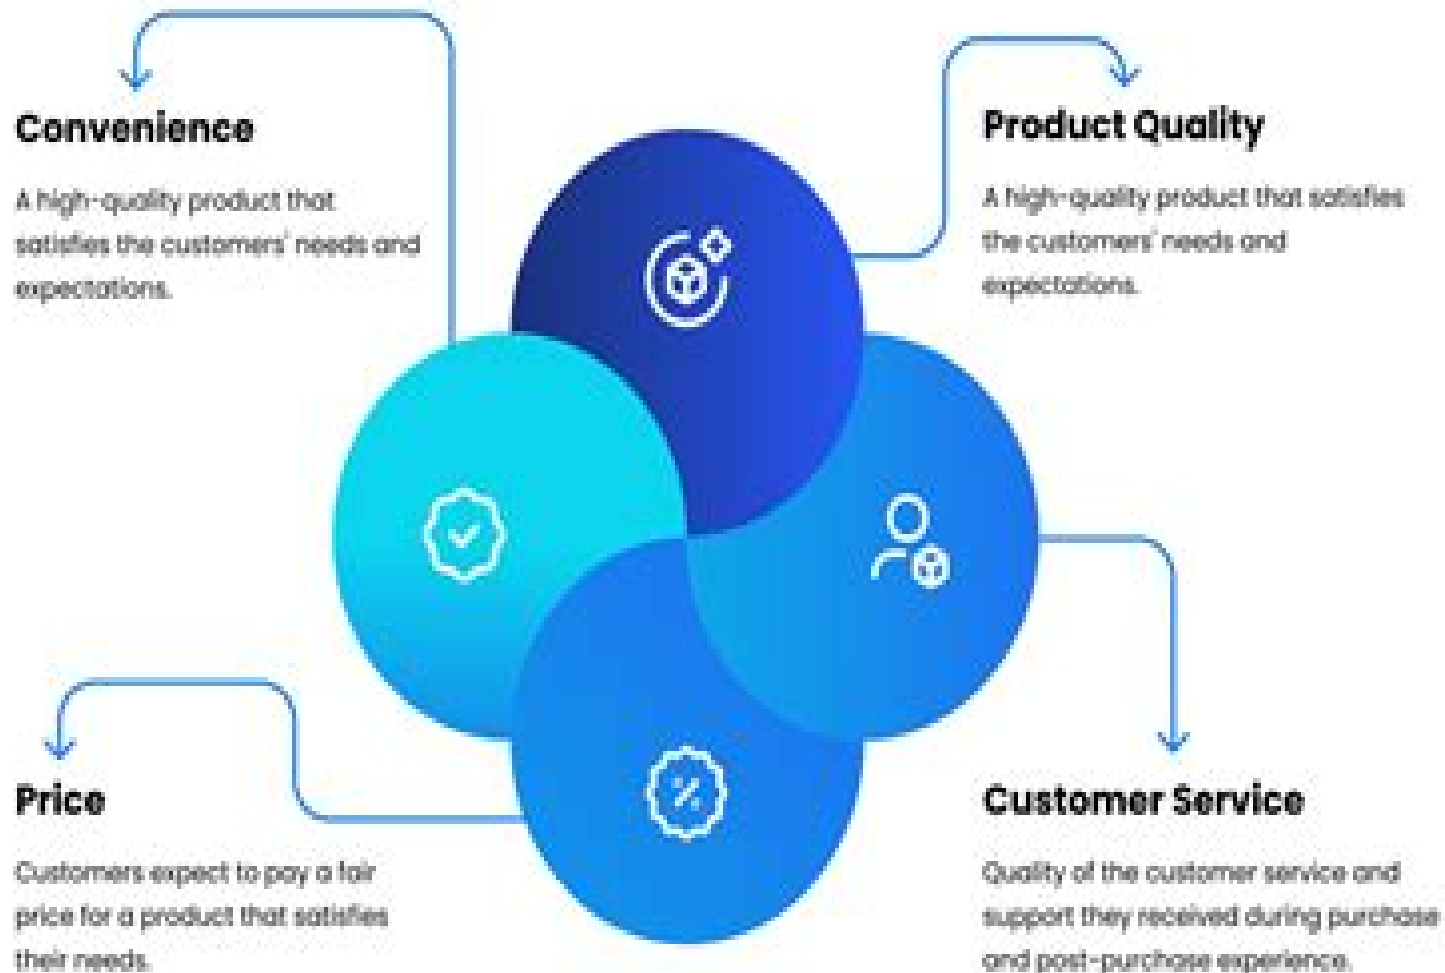 Convenience
A high-quality product that
satisfies the customers' needs and
expectations.
Product Quality
A high-quality product that satisfies
the customers' needs and
expectations.
Price
Customers expect to pay a fair
price for a product that satisfies
their needs.
Customer Service
Quality of the customer service and
support they received during purchase
and post-purchase experience.